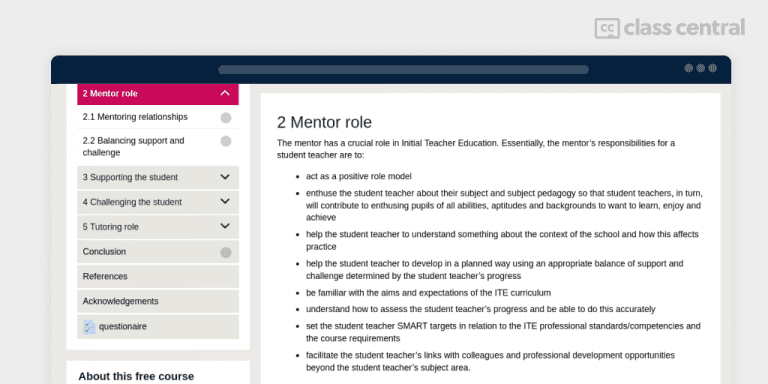 cc class central
2 Mentor role
2.1 Mentoring relationships
2.2 Balancing support and
challenge
3 Supporting the student
4 Challenging the student
5 Tutoring role
Conclusion
References
Acknowledgements
questionaire
About this free course
2 Mentor role
The mentor has a crucial role in Initial Teacher Education. Essentially, the mentor’s responsibilities for a
student teacher are to:
• act as a positive role model
• enthuse the student teacher about their subject and subject pedagogy so that student teachers, in turn,
will contribute to enthusing pupils of all abilities, aptitudes and backgrounds to want to learn, enjoy and
achieve
• help the student teacher to understand something about the context of the school and how this affects
practice
• help the student teacher to develop in a planned way using an appropriate balance of support and
challenge determined by the student teacher’s progress
• be familiar with the aims and expectations of the ITE curriculum
• understand how to assess the student teacher’s progress and be able to do this accurately
• set the student teacher SMART targets in relation to the ITE professional standards/competencies and
the course requirements
• facilitate the student teacher’s links with colleagues and professional development opportunities
beyond the student teacher’s subject area.